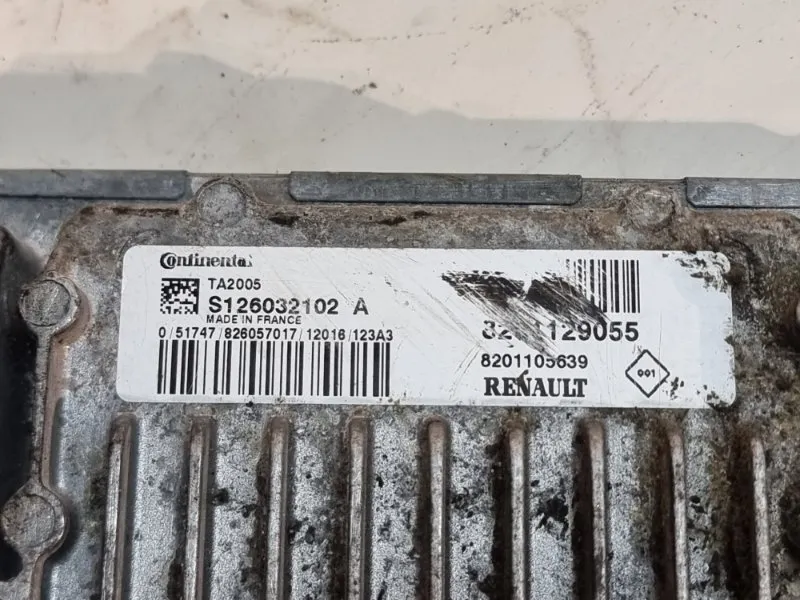 Continental
TA2005
S126032102 A
MADE IN FRANCE
0/51747/826057017/12016/123A3
129055
8201105639
RENAULT
001